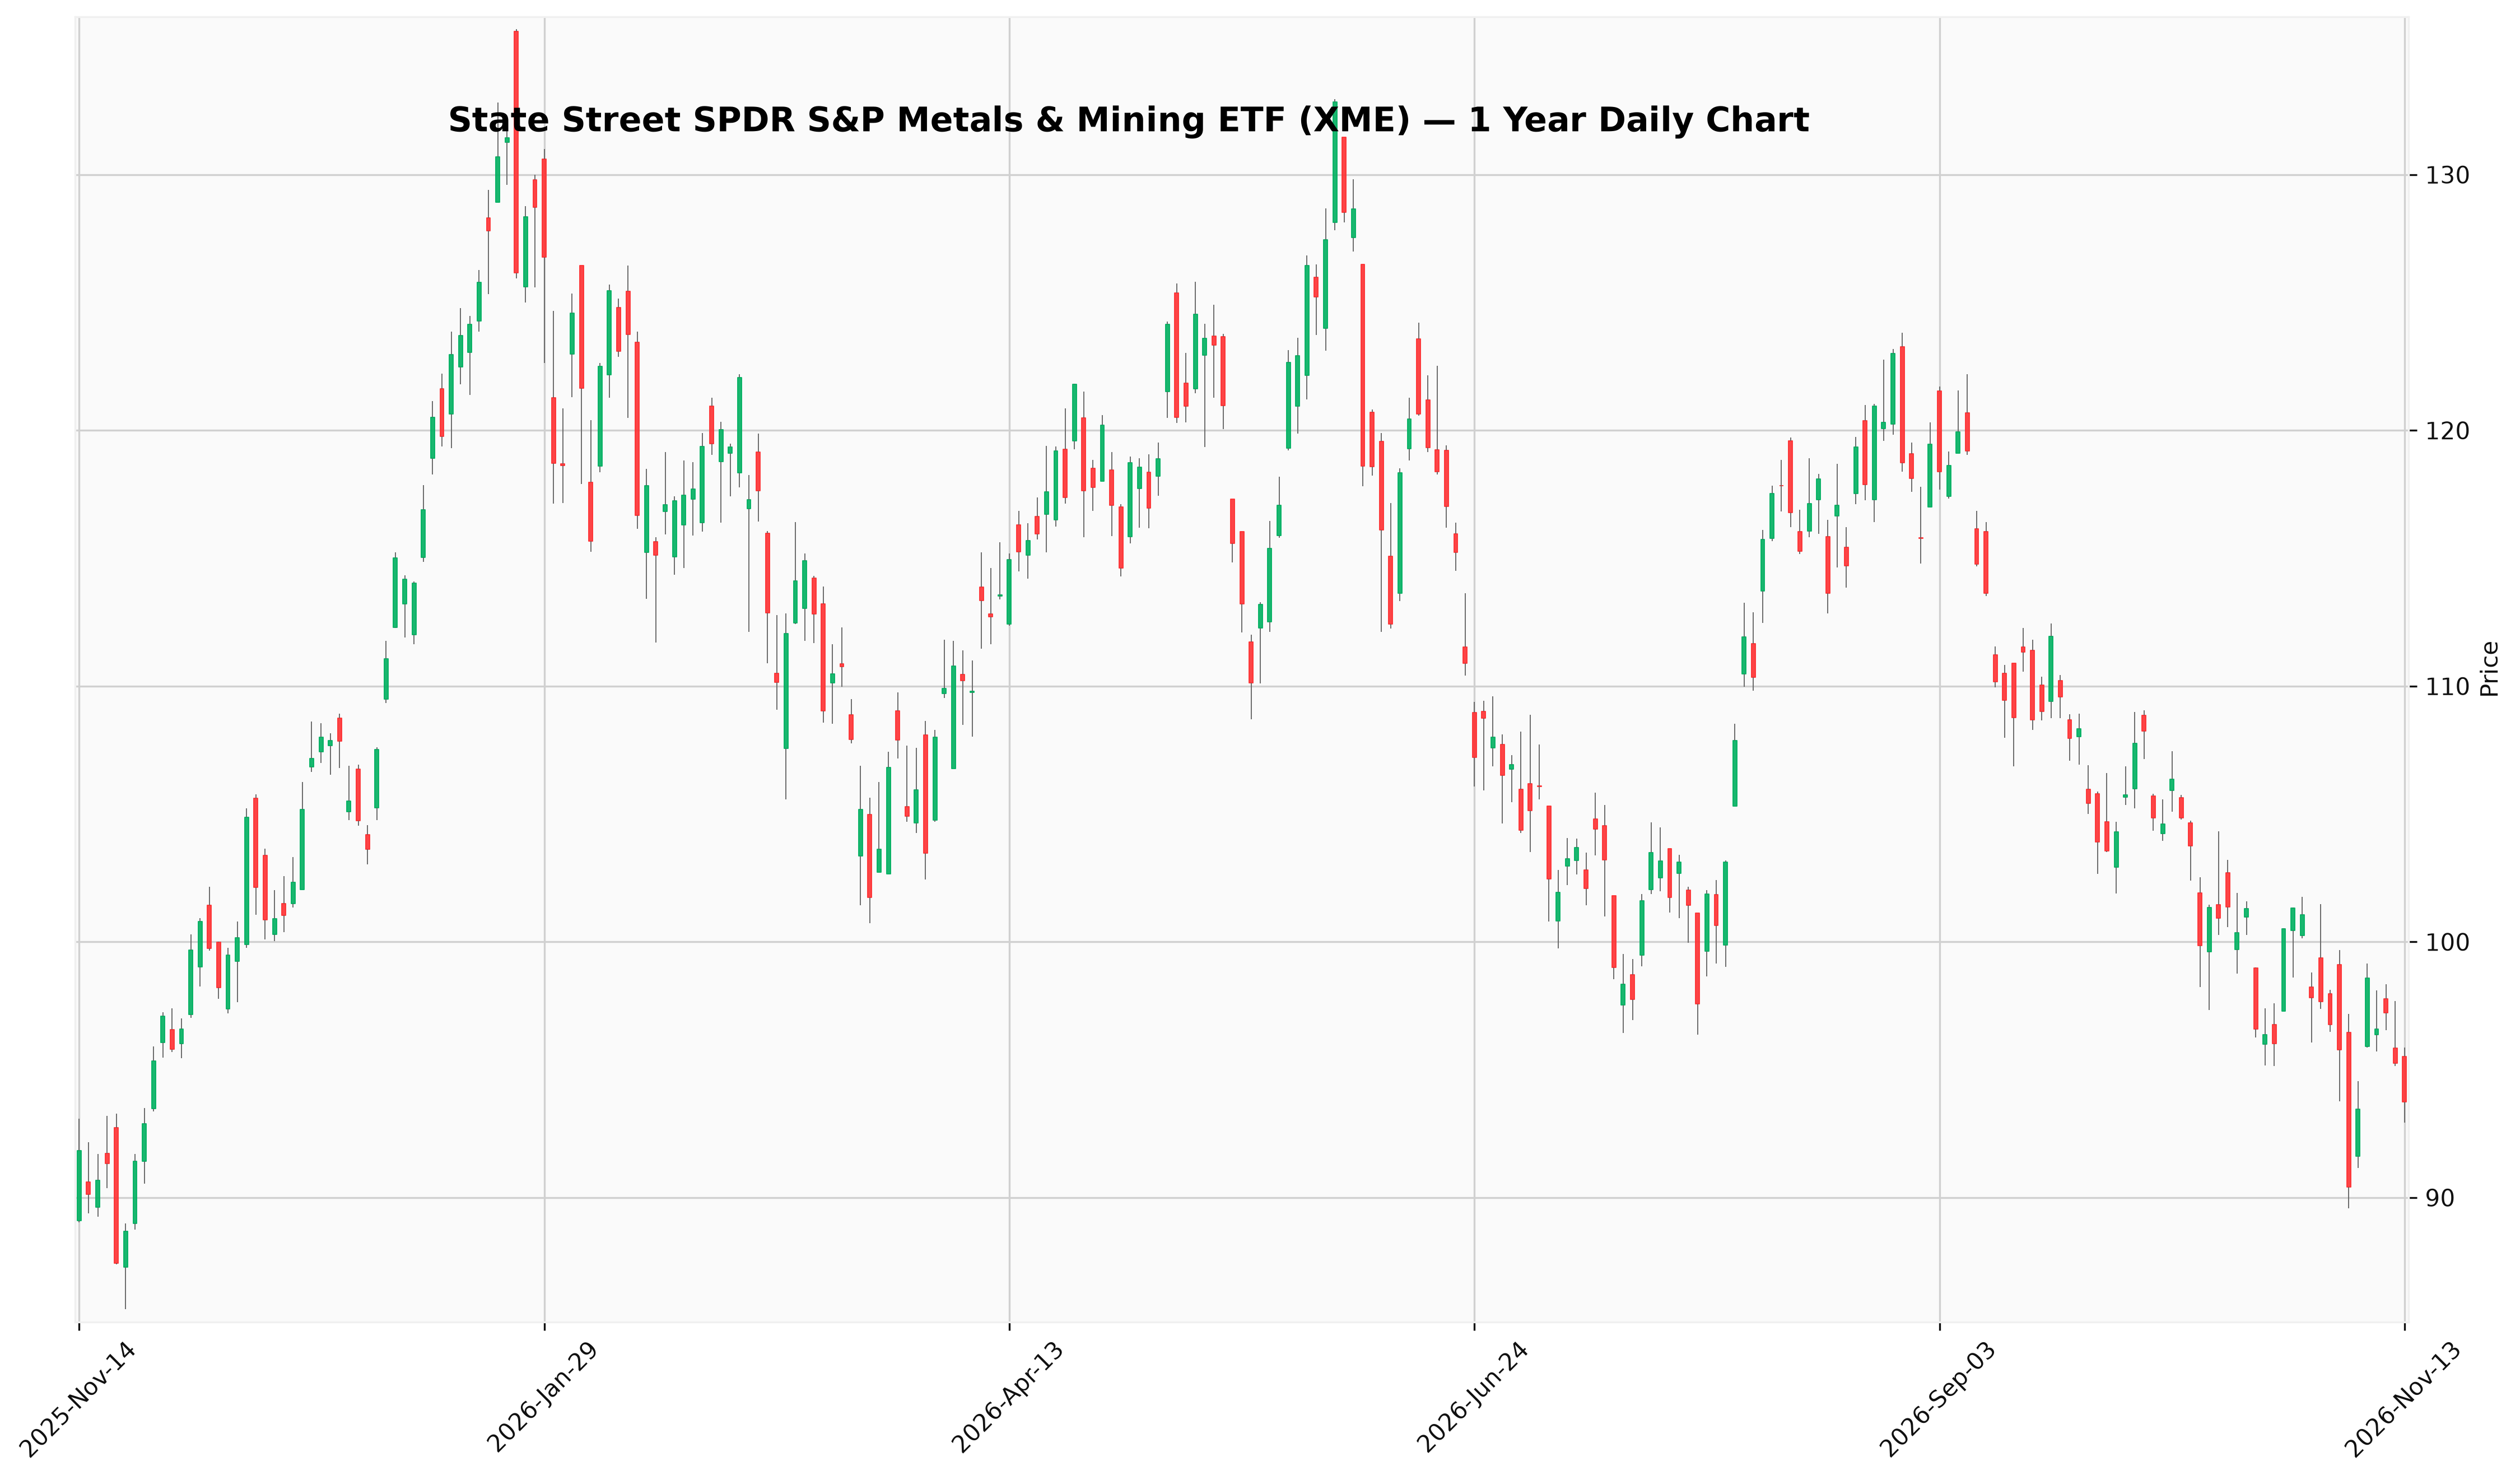 State Street SPDR S&P Metals & Mining ETF (XME) — 1 Year Daily Chart
130
120
110
100
90
Price
2025-Nov-14
2026-Jan-29
2026-Apr-13
2026-Jun-24
2026-Sep-03
2026-Nov-13